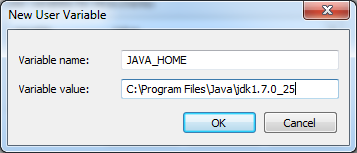 New User Variable
Variable name: JAVA_HOME
Variable value: C:\Program Files\Java\jdk1.7.0_25
OK Cancel